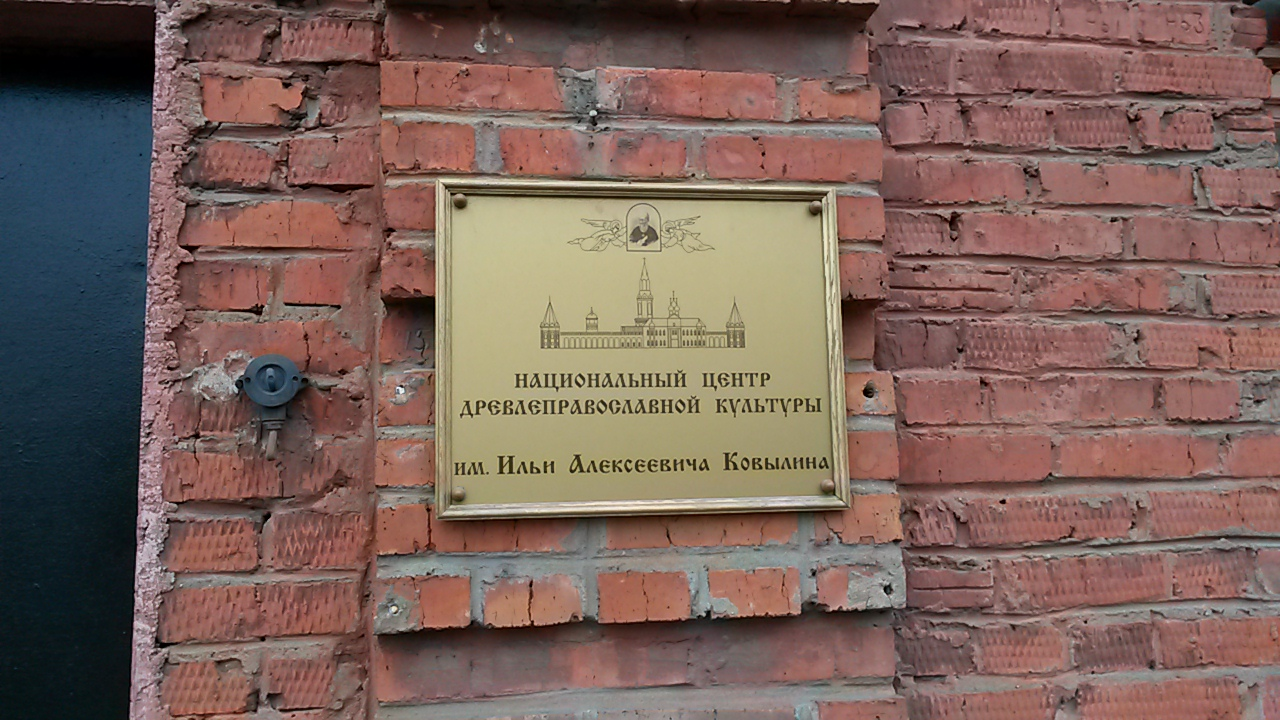 НАЦИОНАЛЬНЫЙ ЦЕНТР
ДРЕВЛЕПРАВОСЛАВНОЙ КУЛЬТУРЫ
им. Ильи Алексеевича Ковылина